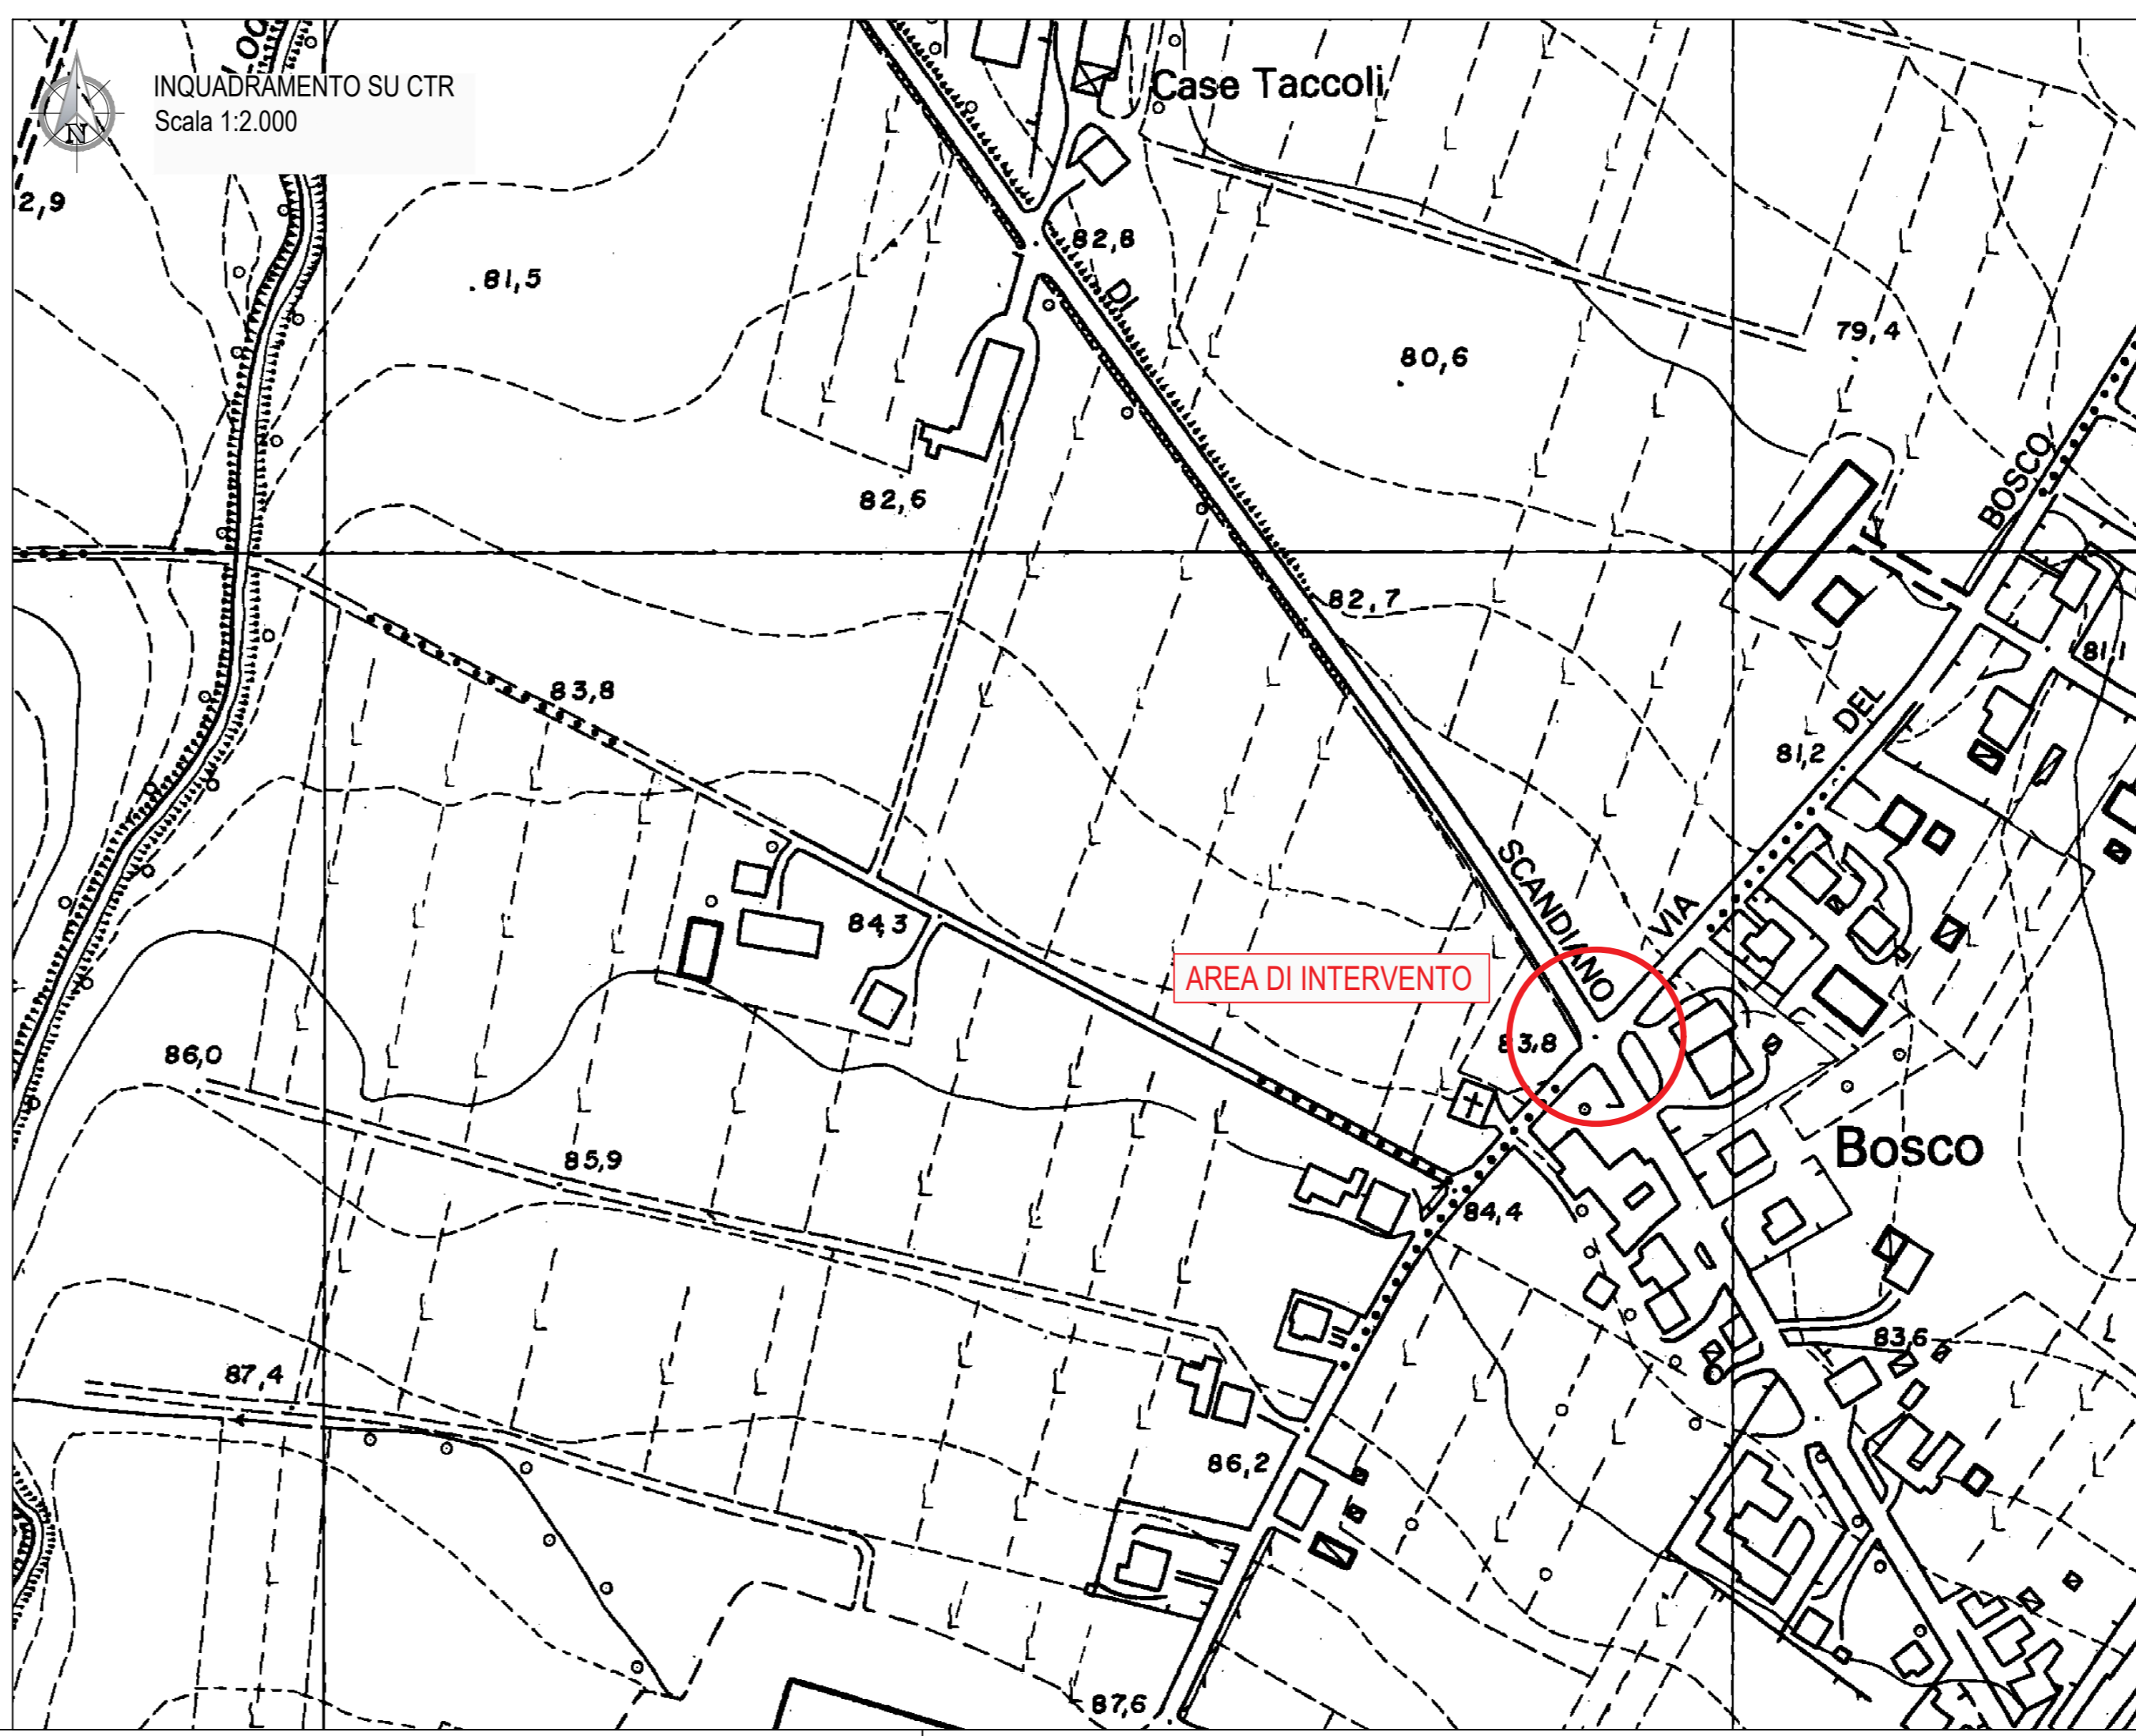 INQUADRAMENTO SU CTR
Scala 1:2.000
N
Case Taccoli
2,9
82,8
81,5
DI
79,4
80,6
BOSCO
82,6
82,7
81,1
83,8
DEL
81,2
SCANDIANO
VIA
84,3
AREA DI INTERVENTO
83,8
86,0
Bosco
85,9
84,4
83,6
87,4
86,2
87,6